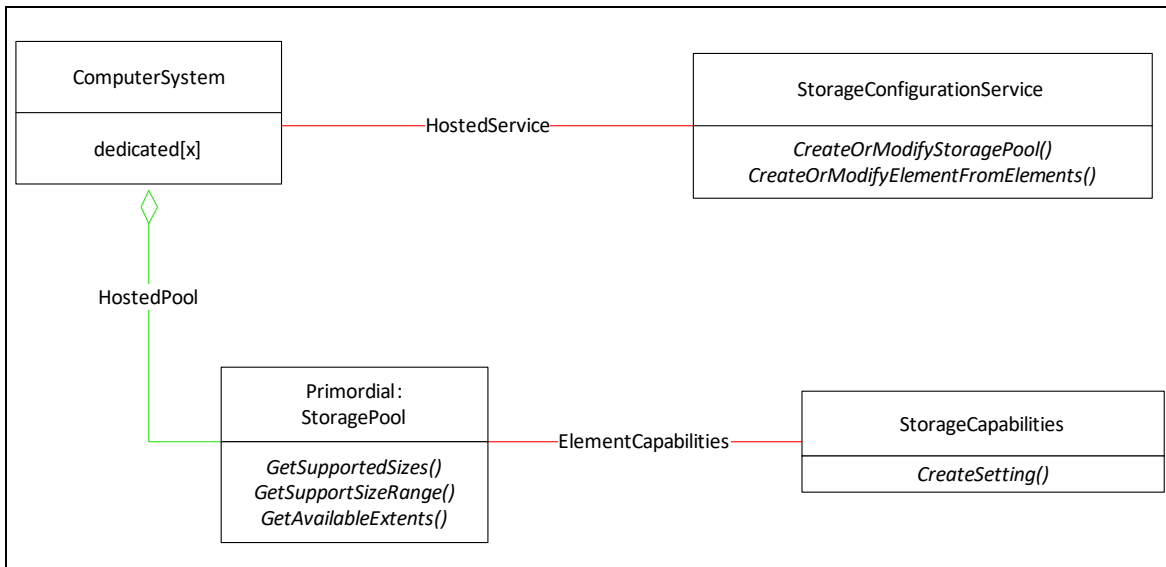 ComputerSystem
dedicated[x]
HostedService
StorageConfigurationService
CreateOrModifyStoragePool()
CreateOrModifyElementFromElements()
HostedPool
Primordial:
StoragePool
GetSupportedSizes()
GetSupportSizeRange()
GetAvailableExtents()
ElementCapabilities
StorageCapabilities
CreateSetting()